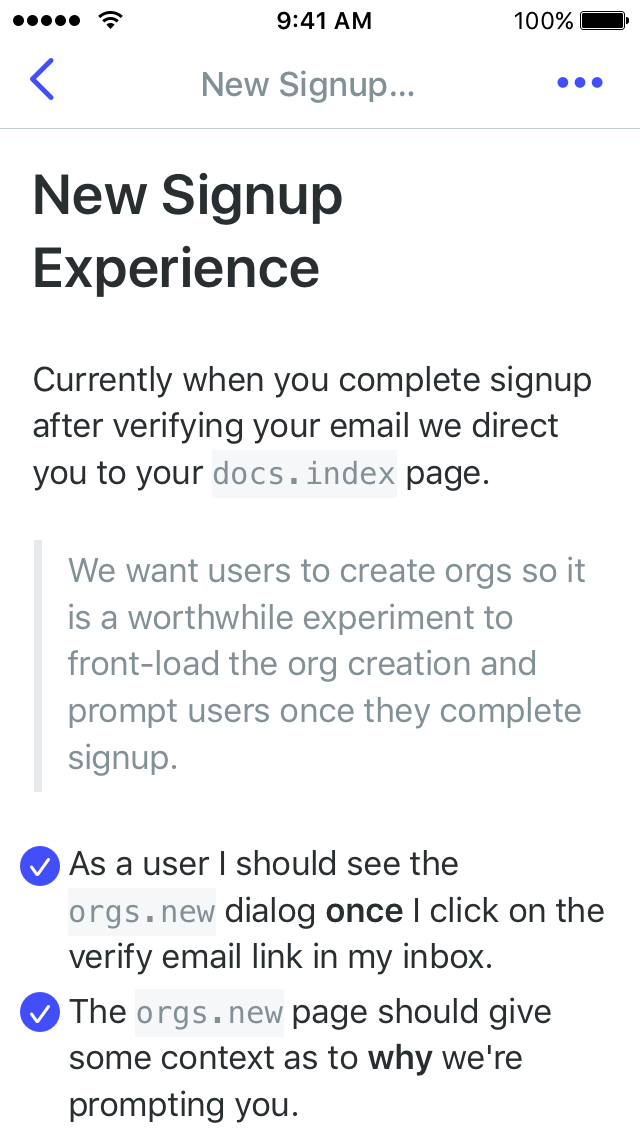 9:41 AM
100%
New Signup...
New Signup
Experience
Currently when you complete signup
after verifying your email we direct
you to your docs.index page.
We want users to create orgs so it
is a worthwhile experiment to
front-load the org creation and
prompt users once they complete
signup.
As a user I should see the
orgs.new dialog once I click on the
verify email link in my inbox.
The orgs.new page should give
some context as to why we're
prompting you.